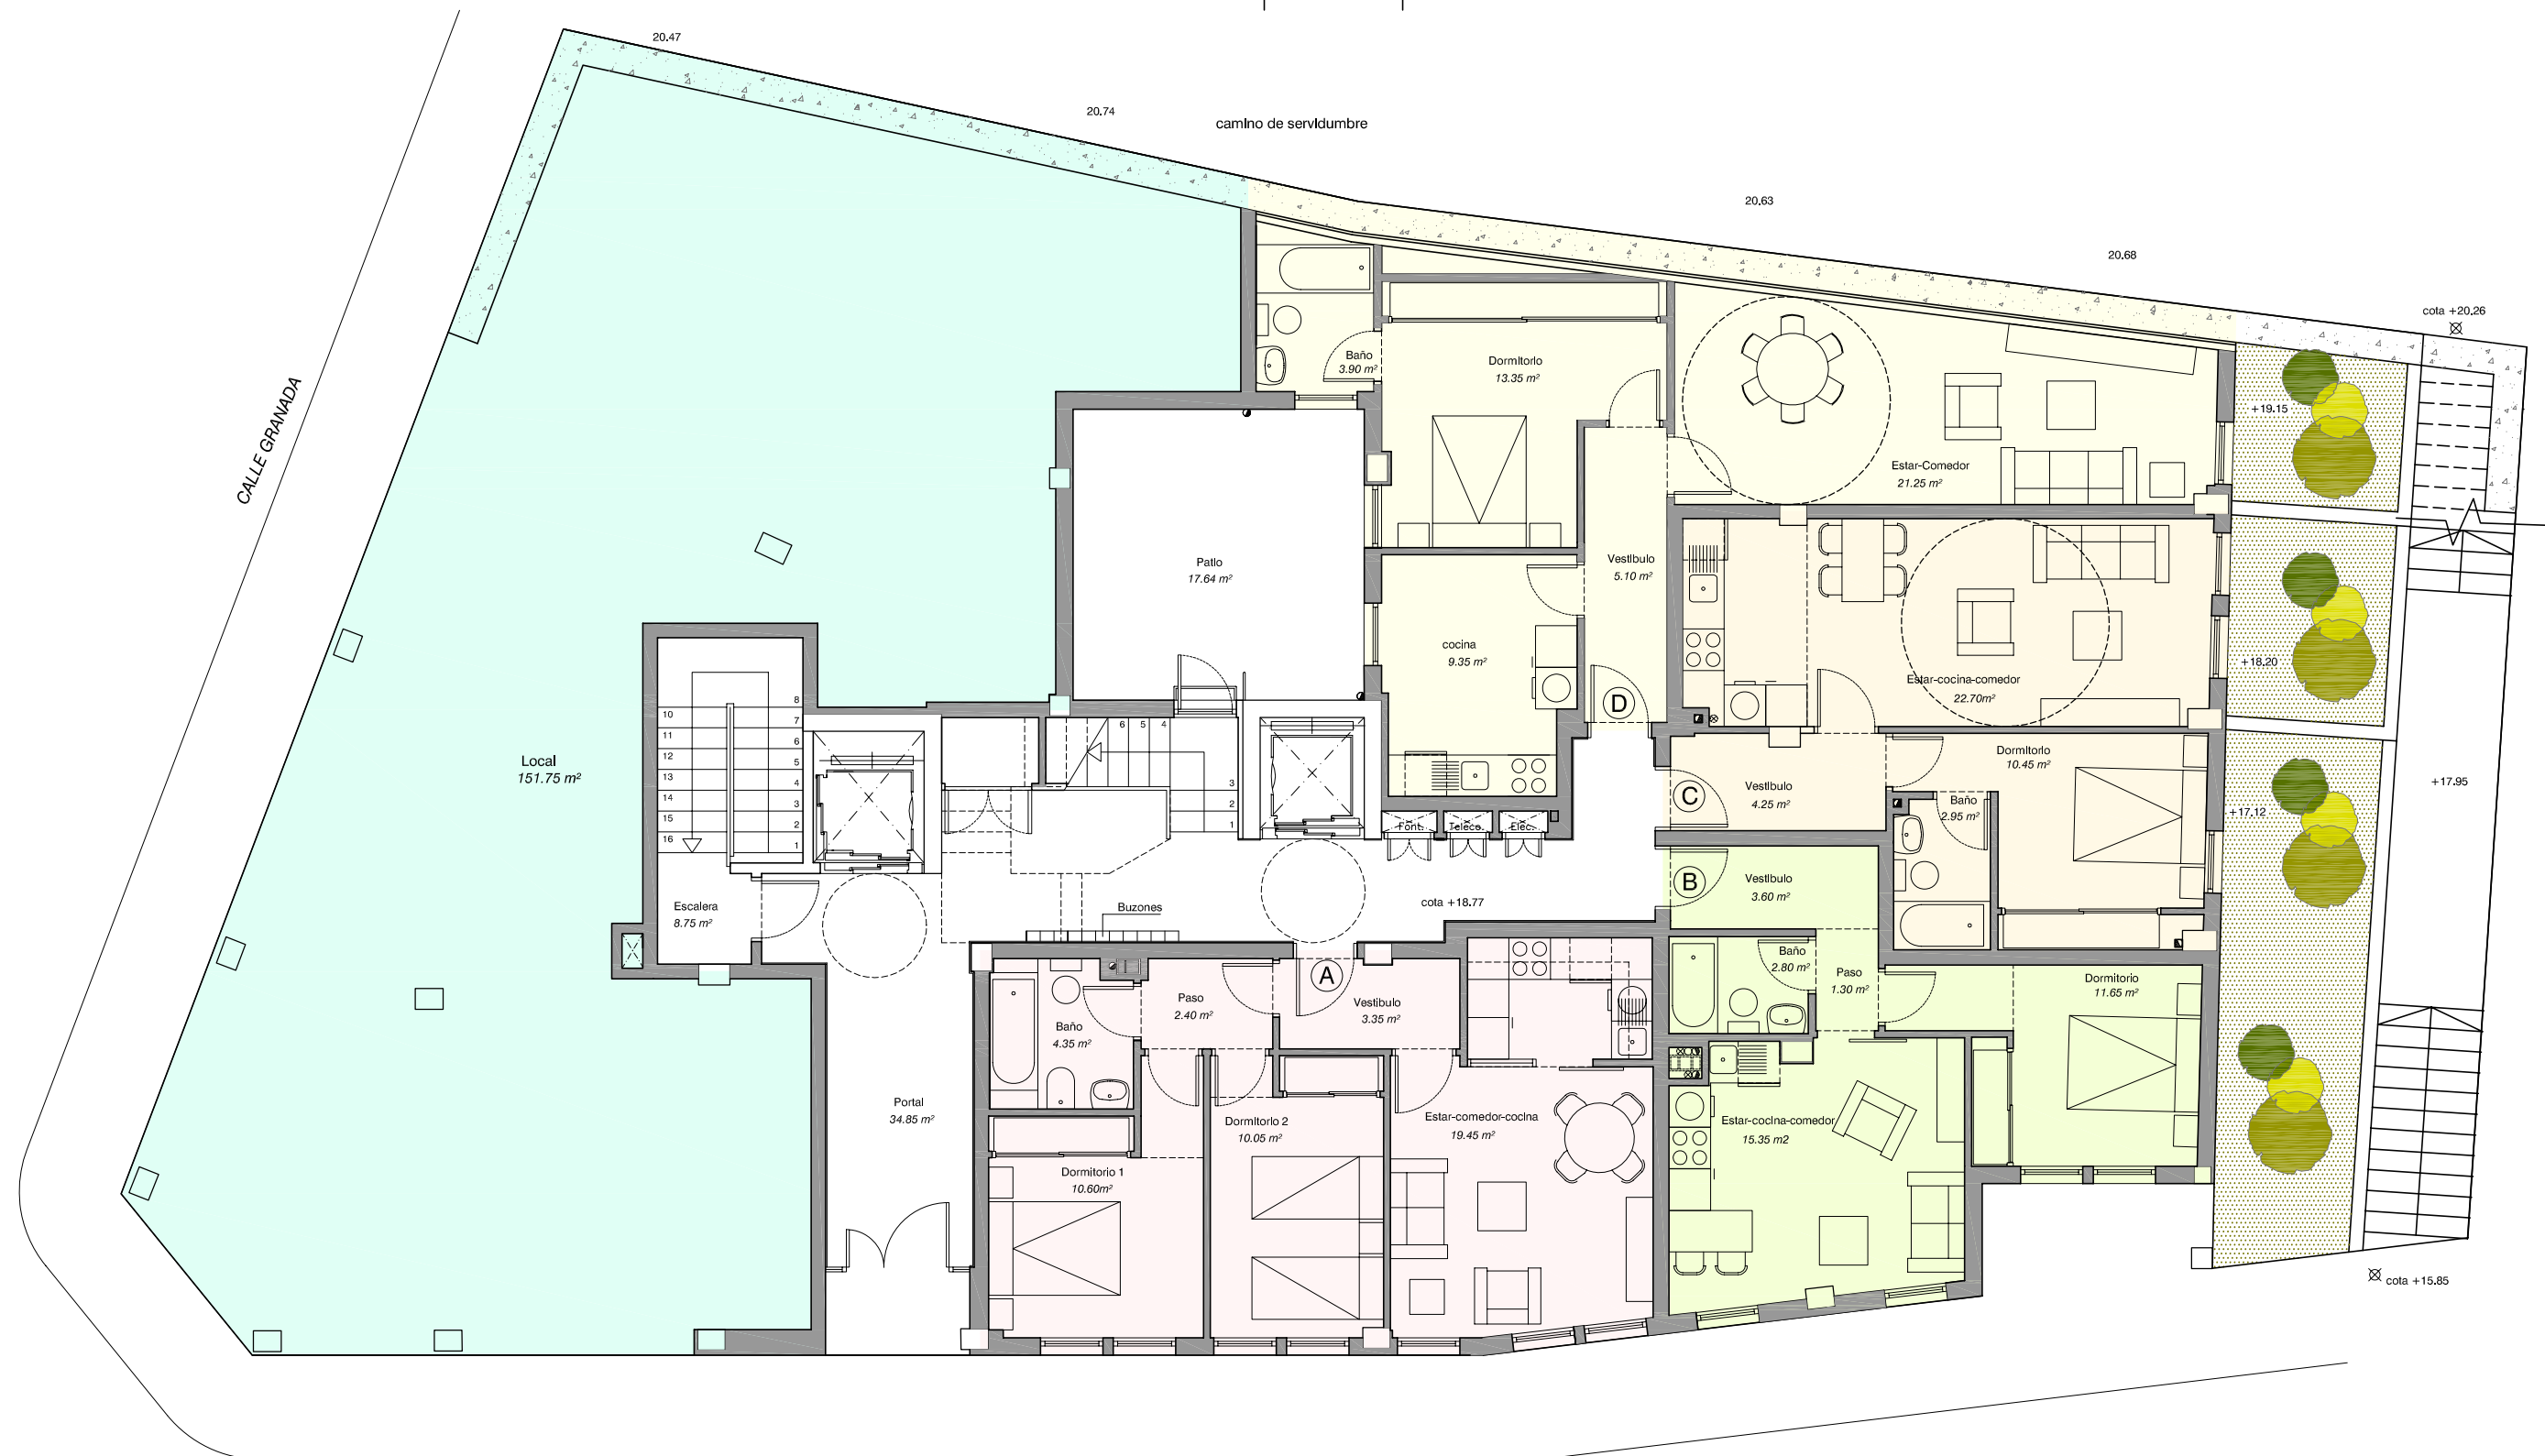 20.47
20.74
camino de servidumbre
20.63
20.68
cota +20.26
CALLE GRANADA
Baño
3.90 m²
Dormitorio
13.35 m²
+19.15
Estar-Comedor
21.25 m²
Patio
17.64 m²
Vestibulo
5.10 m²
cocina
9.35 m²
+18.20
Estar-cocina-comedor
22.70m²
D
Local
151.75 m²
10
11
12
13
14
15
16
8
7
6
5
4
3
2
1
6 5 4
3
2
1
Dormitorio
10.45 m²
C
Vestibulo
4.25 m²
Baño
2.95 m²
+17.95
+17.12
Font.
Teleco.
Elec.
B
Vestibulo
3.60 m²
Escalera
8.75 m²
Buzones
cota +18.77
A
Paso
2.40 m²
Vestibulo
3.35 m²
Baño
4.35 m²
Baño
2.80 m²
Paso
1.30 m²
Dormitorio
11.65 m²
Portal
34.85 m²
Dormitorio 2
10.05 m²
Estar-comedor-cocina
19.45 m²
Estar-cocina-comedor
15.35 m2
Dormitorio 1
10.60m²
cota +15.85